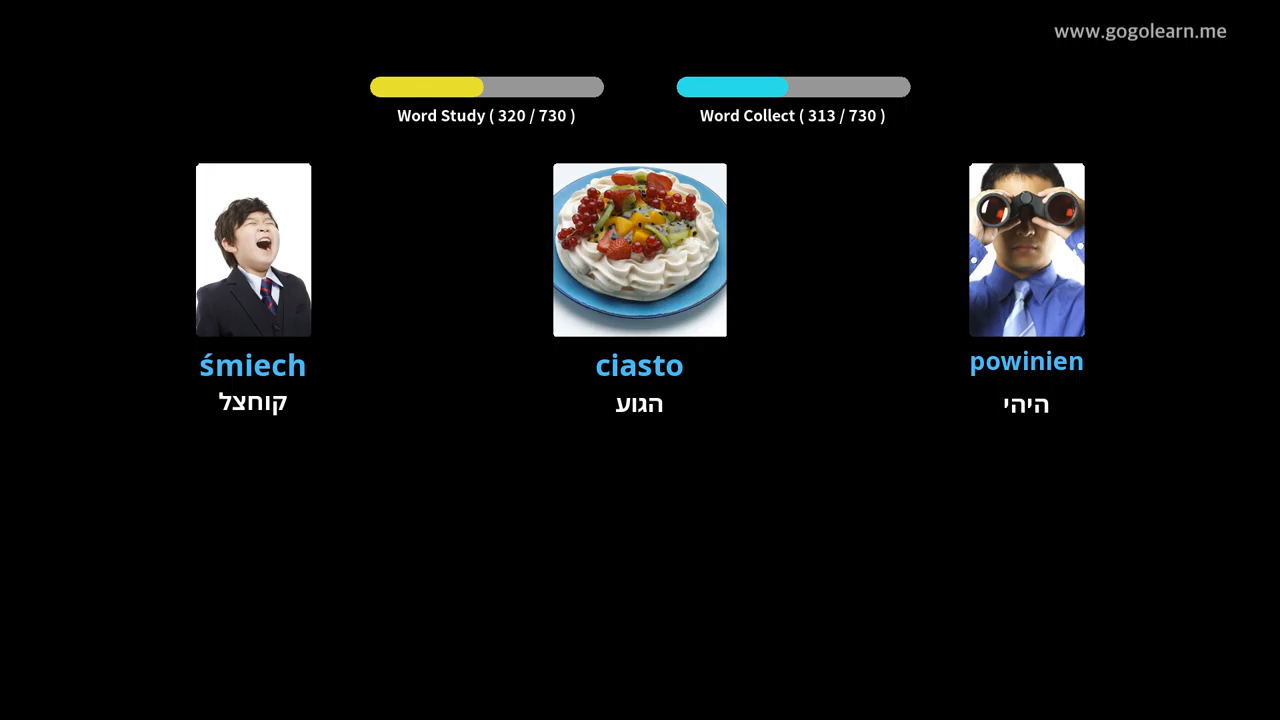 www.gogolearn.me
Word Study ( 320 / 730 )
Word Collect ( 313 / 730 )
śmiech
קוחצל
ciasto
הגוע
powinien
היהי